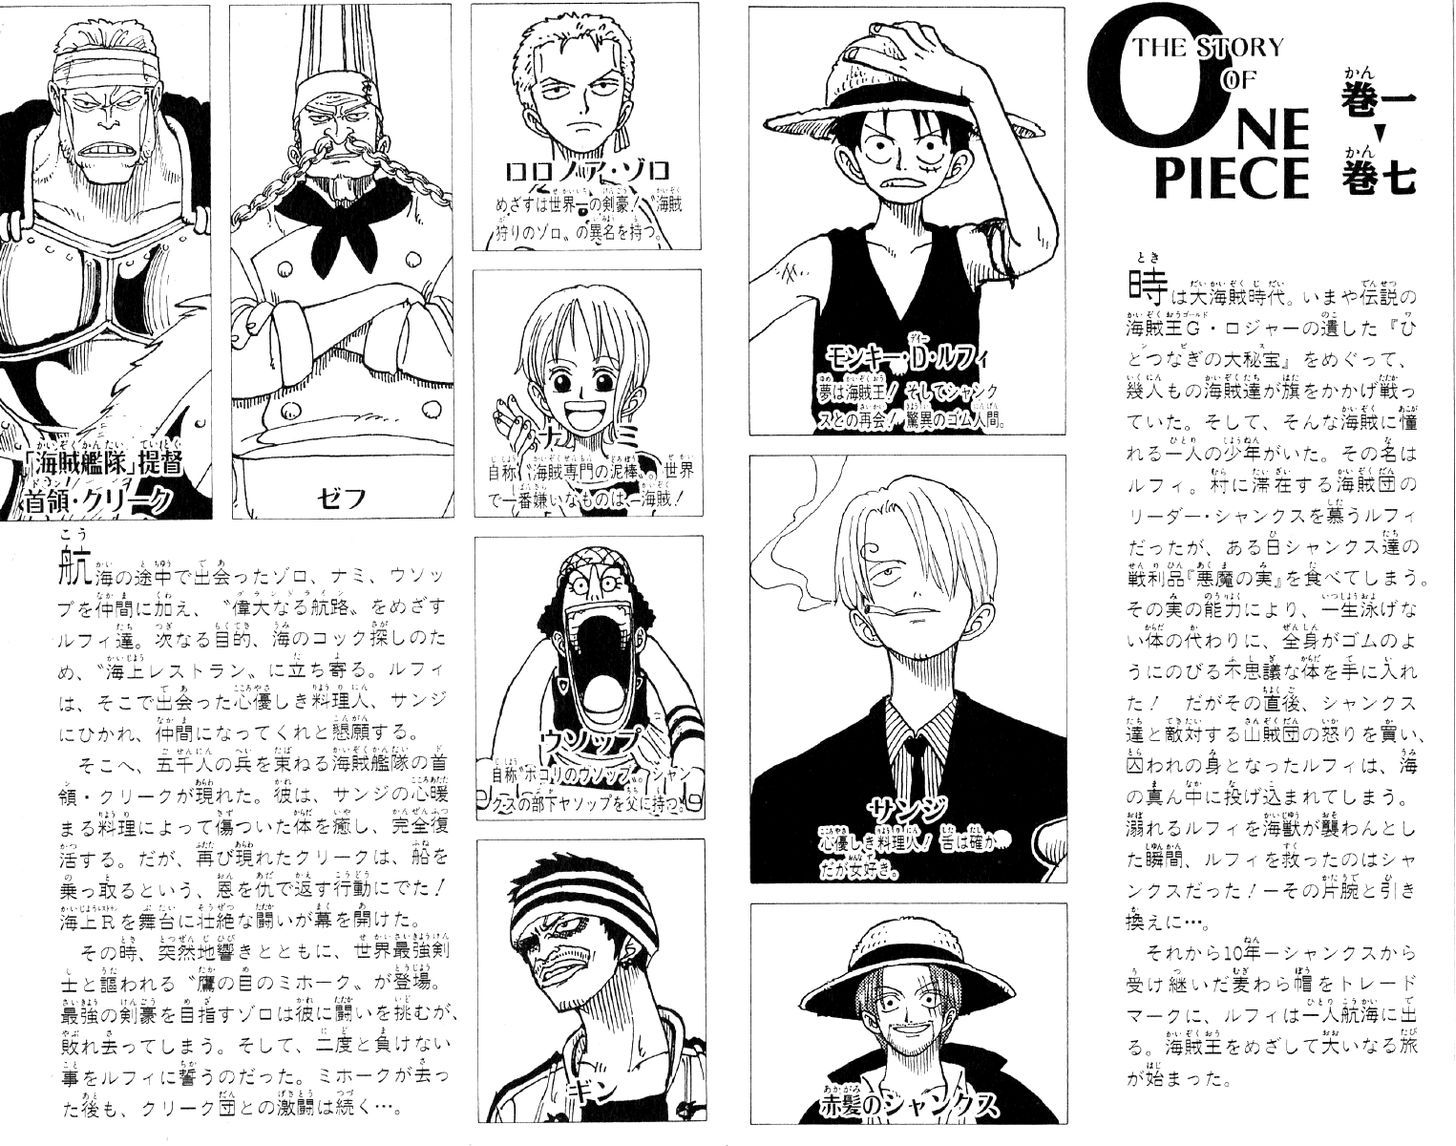 THE STORY
OF
ONE
PIECE
巻一
▼
巻七
時は大海賊時代。いまや伝説の
海賊王G・ロジャーの遺した『ひ
とつなぎの大秘宝』をめぐって、
幾人もの海賊達が旗をかかげ戦っ
ていた。そして、そんな海賊に憧
れる一人の少年がいた。その名は
ルフィ。村に滞在する海賊団の
リーダー・シャンクスを慕うルフィ
だったが、ある日シャンクス達の
戦利品『悪魔の実』を食べてしまう。
その実の能力により、一生泳げな
い体の代わりに、全身がゴムのよ
うにのびる不思議な体を手に入れ
た！　だがその直後、シャンクス
達と敵対する山賊団の怒りを買い、
囚われの身となったルフィは、海
の真ん中に投げ込まれてしまう。
溺れるルフィを海獣が襲わんとし
た瞬間、ルフィを救ったのはシャ
ンクスだった！ーその片腕と引き
換えに…。
それから10年ーシャンクスから
受け継いだ麦わら帽をトレード
マークに、ルフィは一人航海に出
る。海賊王をめざして大いなる旅
が始まった。
モンキー・D・ルフィ
夢は海賊王！ そしてシャンク
スとの再会！ 驚異のゴム人間。
サンジ
心優しき料理人！ 舌は確か…
だが女好き。
赤髪のシャンクス
ロロノア・ゾロ
めざすは世界一の剣豪！〝海賊
狩りのゾロ〟の異名を持つ。
ナミ
自称〝海賊専門の泥棒〟。世界
で一番嫌いなものは、―海賊！
ウソップ
自称〝ホコリのウソップ〟。シャン
クスの部下ヤソップを父に持つ。
ギン
ゼフ
「海賊艦隊」提督
首領・クリーク
航海の途中で出会ったゾロ、ナミ、ウソッ
プを仲間に加え、〝偉大なる航路〟をめざす
ルフィ達。次なる目的、海のコック探しのた
め、〝海上レストラン〟に立ち寄る。ルフィ
は、そこで出会った心優しき料理人、サンジ
にひかれ、仲間になってくれと懇願する。
そこへ、五千人の兵を束ねる海賊艦隊の首
領・クリークが現れた。彼は、サンジの心暖
まる料理によって傷ついた体を癒し、完全復
活する。だが、再び現れたクリークは、船を
乗っ取るという、恩を仇で返す行動にでた！
海上Rを舞台に壮絶な闘いが幕を開けた。
その時、突然地響きとともに、世界最強剣
士と謳われる〝鷹の目のミホーク〟が登場。
最強の剣豪を目指すゾロは彼に闘いを挑むが、
敗れ去ってしまう。そして、二度と負けない
事をルフィに誓うのだった。ミホークが去っ
た後も、クリーク団との激闘は続く…。